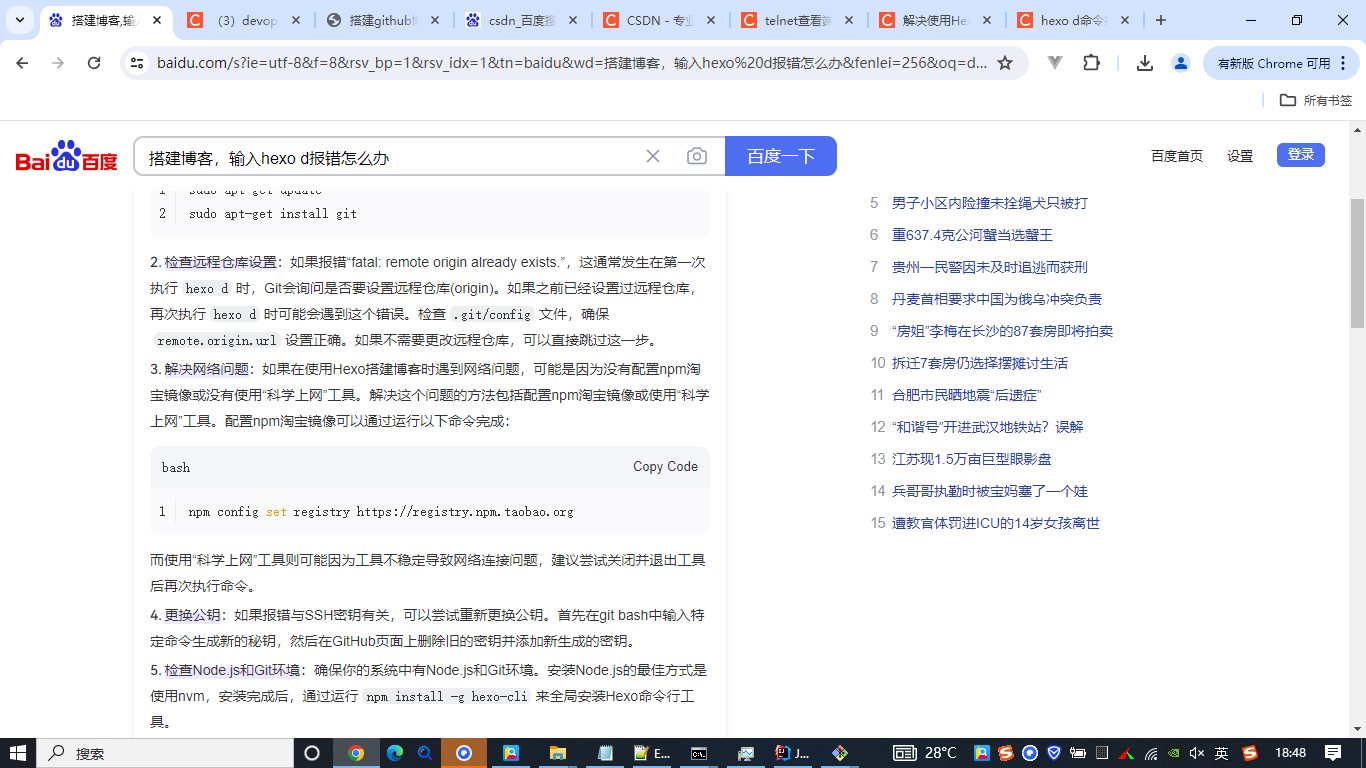 搭建博客,输入
（3）devop
搭建github博
csdn_百度搜
CSDN - 专业
telnet查看端
解决使用He
hexo d命令
baidu.com/s?ie=utf-8&f=8&rsv_bp=1&rsv_idx=1&tn=baidu&wd=搭建博客，输入hexo%20d报错怎么办&fenlei=256&oq=d...
有新版 Chrome 可用
所有书签
Bai du 百度
搭建博客，输入hexo d报错怎么办
百度一下
百度首页
设置
登录
1 sudo apt-get update
2 sudo apt-get install git
2. 检查远程仓库设置：如果报错“fatal: remote origin already exists.”，这通常发生在第一次
执行 hexo d 时，Git会询问是否要设置远程仓库(origin)。如果之前已经设置过远程仓库，
再次执行 hexo d 时可能会遇到这个错误。检查 .git/config 文件，确保
remote.origin.url 设置正确。如果不需要更改远程仓库，可以直接跳过这一步。
3. 解决网络问题：如果在使用Hexo搭建博客时遇到网络问题，可能是因为没有配置npm淘
宝镜像或没有使用“科学上网”工具。解决这个问题的方法包括配置npm淘宝镜像或使用“科学
上网”工具。配置npm淘宝镜像可以通过运行以下命令完成：
bash
Copy Code
1 npm config set registry https://registry.npm.taobao.org
而使用“科学上网”工具则可能因为工具不稳定导致网络连接问题，建议尝试关闭并退出工具
后再次执行命令。
4. 更换公钥：如果报错与SSH密钥有关，可以尝试重新更换公钥。首先在git bash中输入特
定命令生成新的秘钥，然后在GitHub页面上删除旧的密钥并添加新生成的密钥。
5. 检查Node.js和Git环境：确保你的系统中有Node.js和Git环境。安装Node.js的最佳方式是
使用nvm，安装完成后，通过运行 npm install -g hexo-cli 来全局安装Hexo命令行工
具。
5 男子小区内险撞未拴绳犬只被打
6 重637.4克公河蟹当选蟹王
7 贵州一民警因未及时追逃而获刑
8 丹麦首相要求中国为俄乌冲突负责
9 “房姐”李梅在长沙的87套房即将拍卖
10 拆迁7套房仍选择摆摊讨生活
11 合肥市民晒地震“后遗症”
12 “和谐号”开进武汉地铁站？误解
13 江苏现1.5万亩巨型眼影盘
14 兵哥哥执勤时被宝妈塞了一个娃
15 遭教官体罚进ICU的14岁女孩离世
搜索
E...
J...
28°C
英
18:48